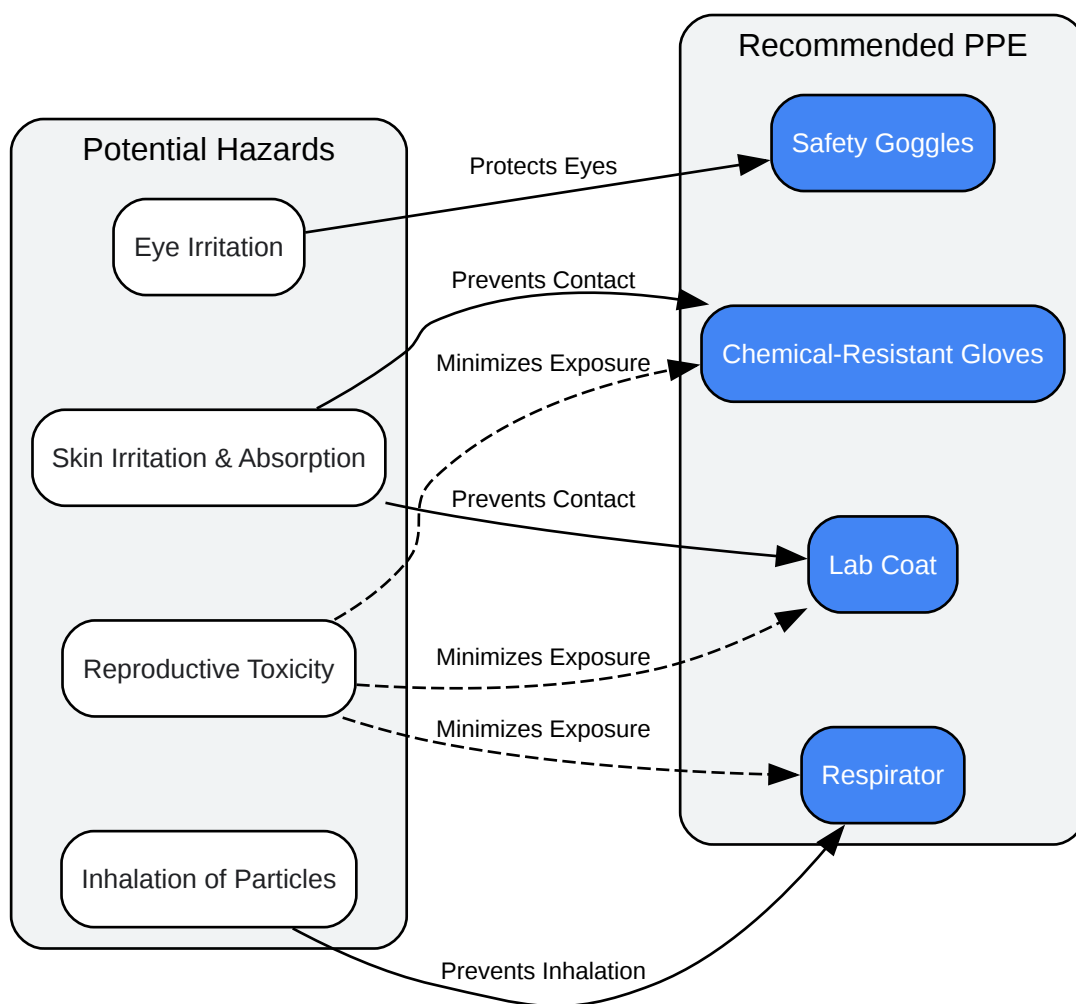 Recommended PPE
Safety Goggles
Potential Hazards
Protects Eyes
Eye Irritation
Prevents Contact
Chemical-Resistant Gloves
Minimizes Exposure
Skin Irritation & Absorption
Prevents Contact
Lab Coat
Minimizes Exposure
Reproductive Toxicity
Minimizes Exposure
Respirator
Inhalation of Particles
Prevents Inhalation